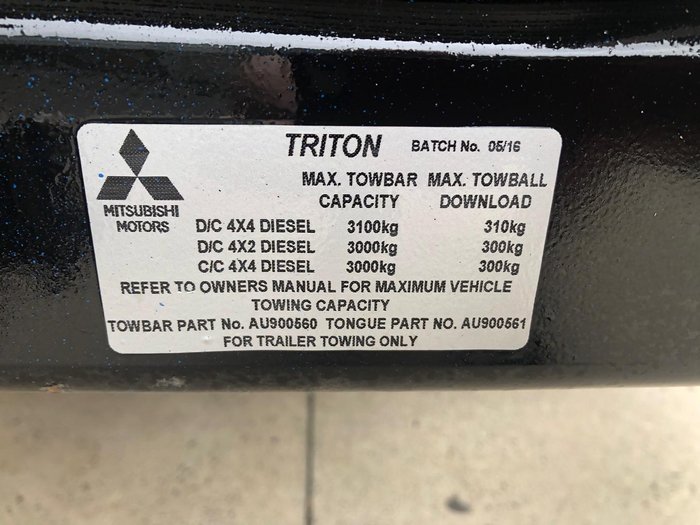 TRITON BATCH No. 05/16
MITSUBISHI
MOTORS
MAX. TOWBAR MAX. TOWBALL
CAPACITY DOWNLOAD
D/C 4X4 DIESEL 3100kg 310kg
D/C 4X2 DIESEL 3000kg 300kg
C/C 4X4 DIESEL 3000kg 300kg
REFER TO OWNERS MANUAL FOR MAXIMUM VEHICLE
TOWING CAPACITY
TOWBAR PART No. AU900560 TONGUE PART NO. AU900561
FOR TRAILER TOWING ONLY